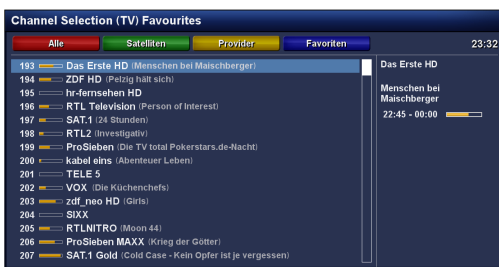 Channel Selection (TV) Favourites
Alle Satelliten Provider Favoriten 23:32
193 Das Erste HD (Menschen bei Maischberger)
194 ZDF HD (Pelzig hält sich)
195 hr-fernsehen HD
196 RTL Television (Person of Interest)
197 SAT.1 (24 Stunden)
198 RTL2 (Investigativ)
199 ProSieben (Die TV total Pokerstars.de-Nacht)
200 kabel eins (Abenteuer Leben)
201 TELE 5
202 VOX (Die Küchenchefs)
203 zdf_neo HD (Girls)
204 SIXX
205 RTLNITRO (Moon 44)
206 ProSieben MAXX (Krieg der Götter)
207 SAT.1 Gold (Cold Case - Kein Opfer ist je vergessen)
Das Erste HD
Menschen bei
Maischberger
22:45 - 00:00